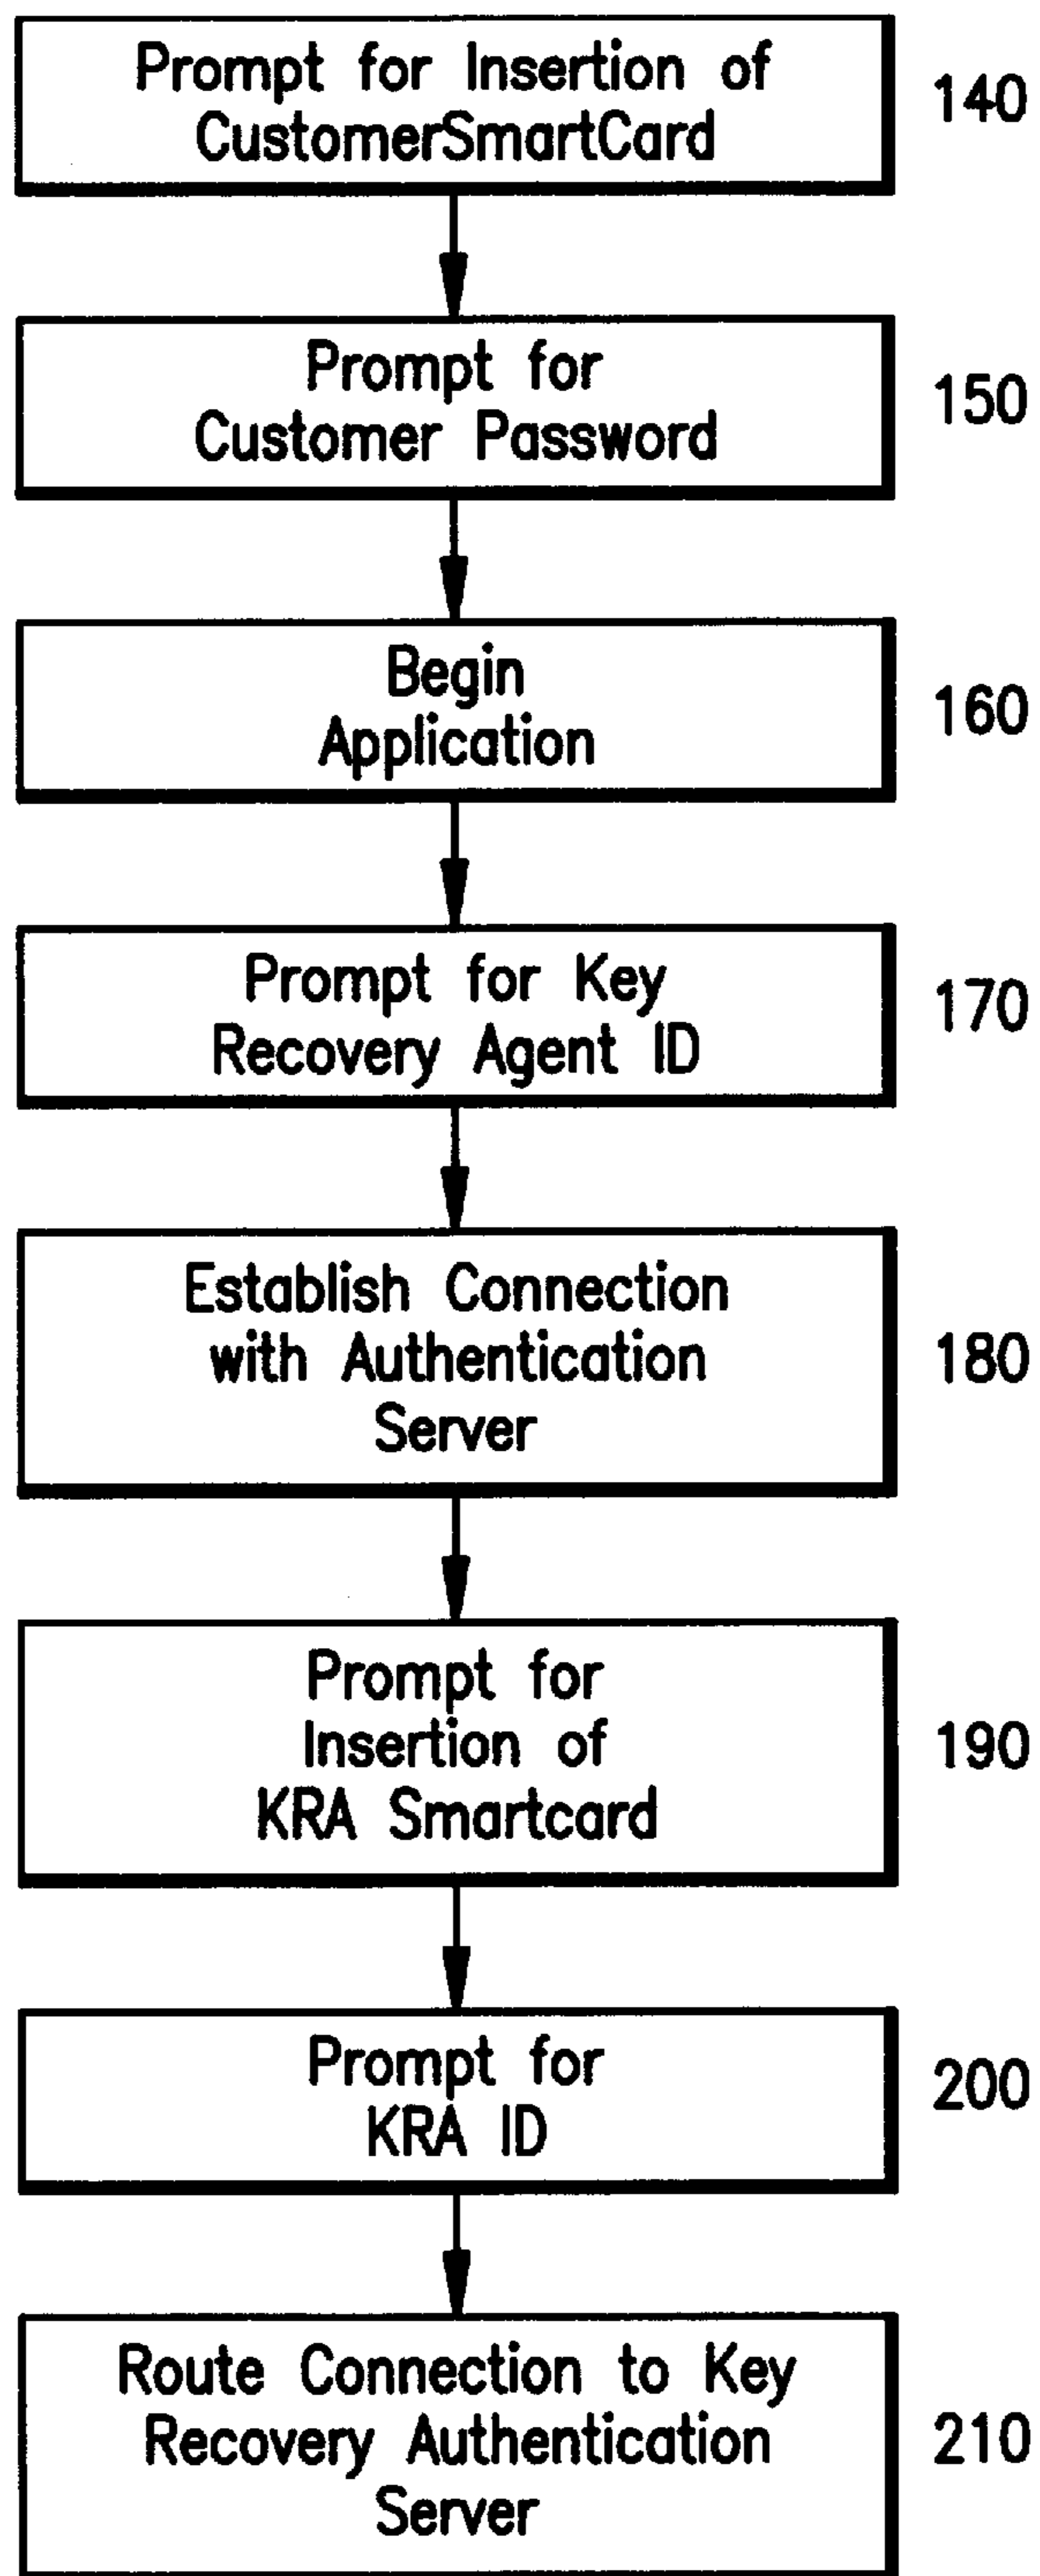 Prompt for Insertion of
CustomerSmartCard
140
Prompt for
Customer Password
150
Begin
Application
160
Prompt for Key
Recovery Agent ID
170
Establish Connection
with Authentication
Server
180
Prompt for
Insertion of
KRA Smartcard
190
Prompt for
KRA ID
200
Route Connection to Key
Recovery Authentication
Server
210